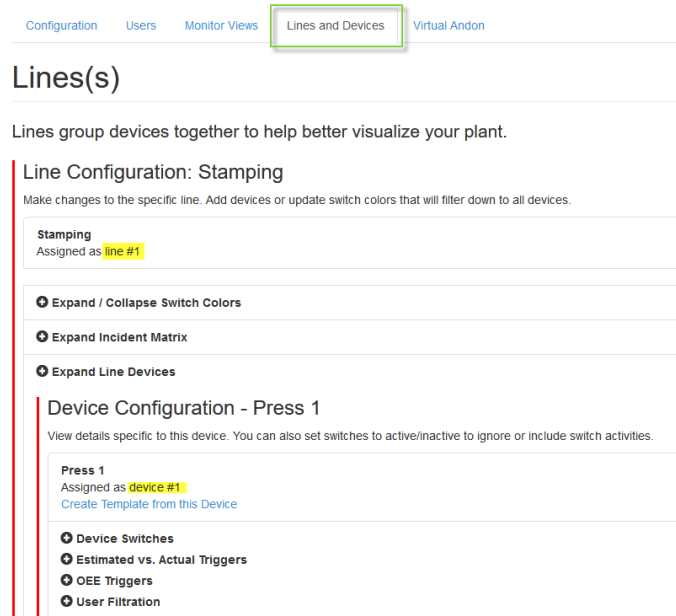 Configuration Users Monitor Views Lines and Devices Virtual Andon
Lines(s)
Lines group devices together to help better visualize your plant.
Line Configuration: Stamping
Make changes to the specific line. Add devices or update switch colors that will filter down to all devices.
Stamping
Assigned as line #1
Expand / Collapse Switch Colors
Expand Incident Matrix
Expand Line Devices
Device Configuration - Press 1
View details specific to this device. You can also set switches to active/inactive to ignore or include switch activities.
Press 1
Assigned as device #1
Create Template from this Device
Device Switches
Estimated vs. Actual Triggers
OEE Triggers
User Filtration